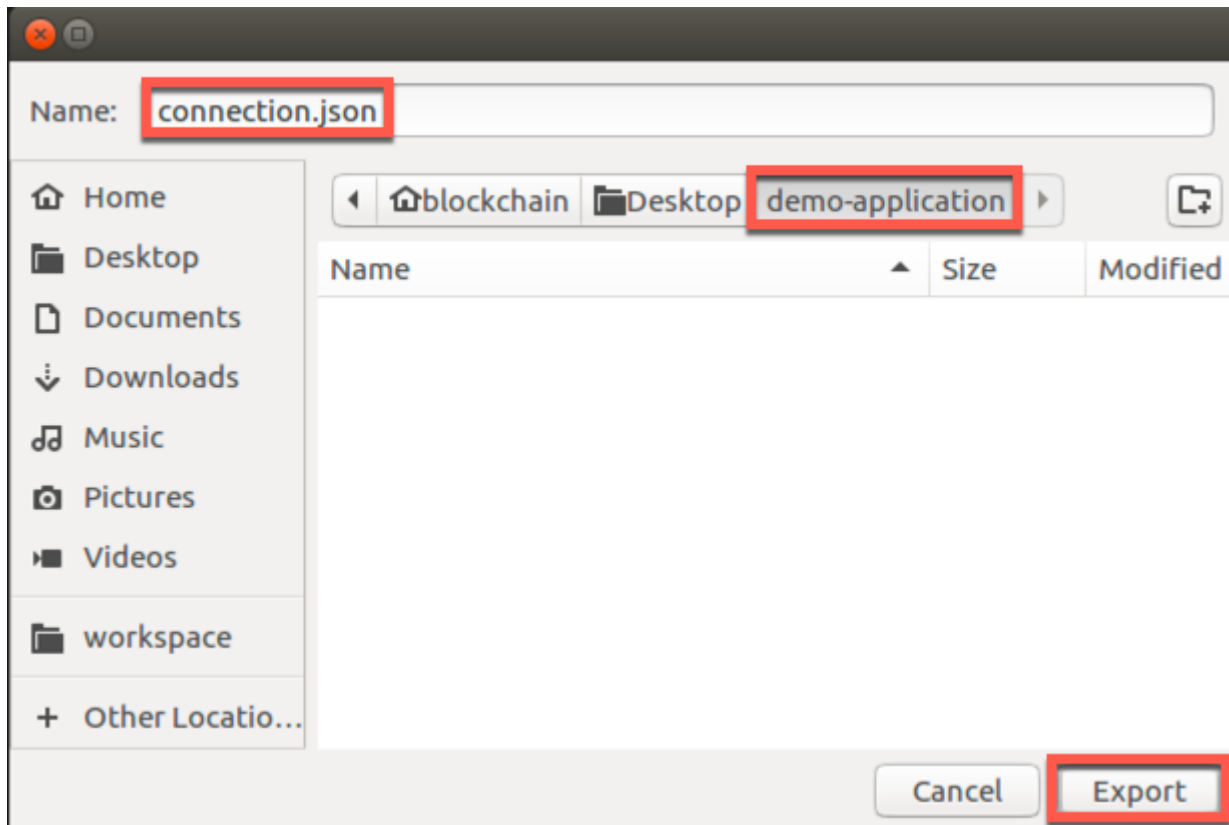 Name: connection.json
Home
blockchain Desktop demo-application
Desktop
Name Size Modified
Documents
Downloads
Music
Pictures
Videos
workspace
+ Other Locatio...
Cancel Export